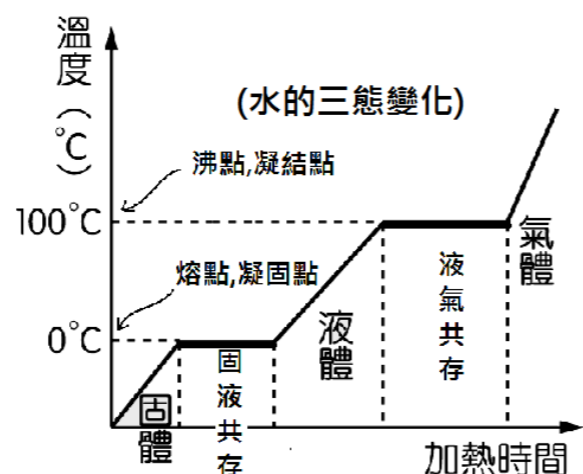 溫度(°C)
(水的三態變化)
沸點,凝結點
100°C
熔點,凝固點
0°C
固體
固液共存
液體
液氣共存
氣體
加熱時間